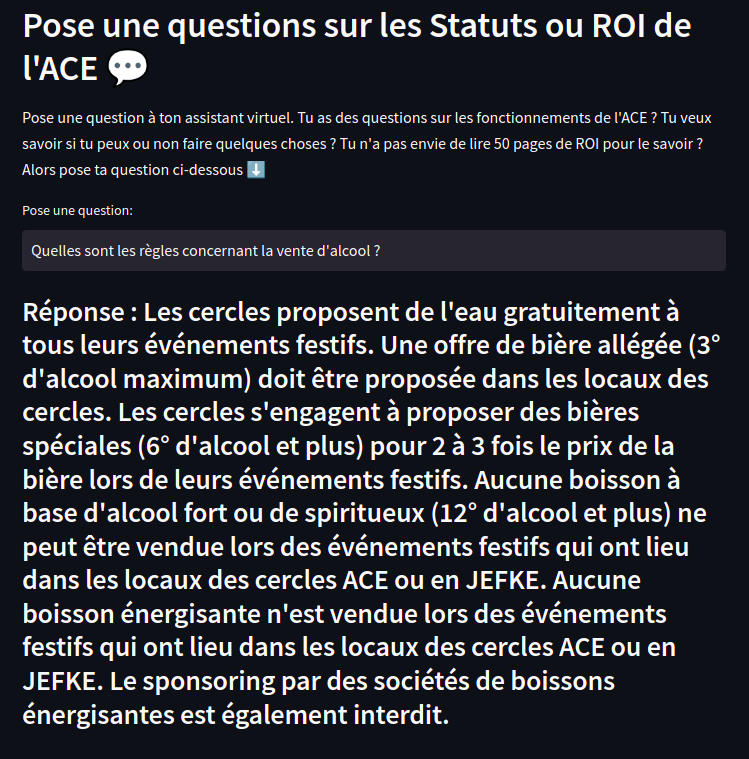 Pose une questions sur les Statuts ou ROI de
l'ACE 💬
Pose une question à ton assistant virtuel. Tu as des questions sur les fonctionnements de l'ACE ? Tu veux
savoir si tu peux ou non faire quelques choses ? Tu n'a pas envie de lire 50 pages de ROI pour le savoir ?
Alors pose ta question ci-dessous ⬇️
Pose une question:
Quelles sont les règles concernant la vente d'alcool ?
Réponse : Les cercles proposent de l'eau gratuitement à
tous leurs événements festifs. Une offre de bière allégée (3°
d'alcool maximum) doit être proposée dans les locaux des
cercles. Les cercles s'engagent à proposer des bières
spéciales (6° d'alcool et plus) pour 2 à 3 fois le prix de la
bière lors de leurs événements festifs. Aucune boisson à
base d'alcool fort ou de spiritueux (12° d'alcool et plus) ne
peut être vendue lors des événements festifs qui ont lieu
dans les locaux des cercles ACE ou en JEFKE. Aucune
boisson énergisante n'est vendue lors des événements
festifs qui ont lieu dans les locaux des cercles ACE ou en
JEFKE. Le sponsoring par des sociétés de boissons
énergisantes est également interdit.